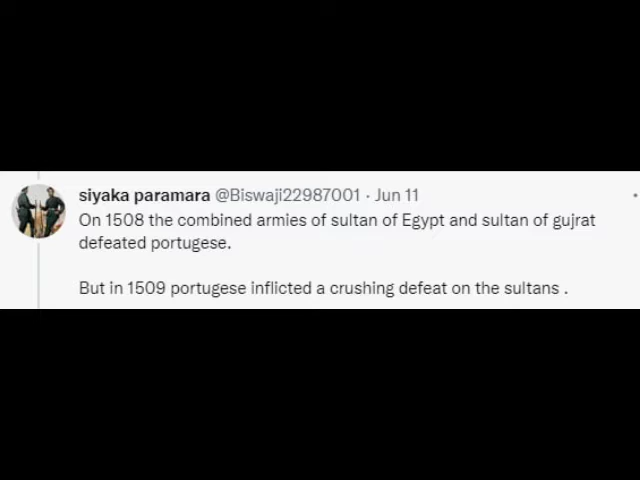 siyaka paramara @Biswaji22987001 · Jun 11
On 1508 the combined armies of sultan of Egypt and sultan of gujrat
defeated portugese.
But in 1509 portugese inflicted a crushing defeat on the sultans .